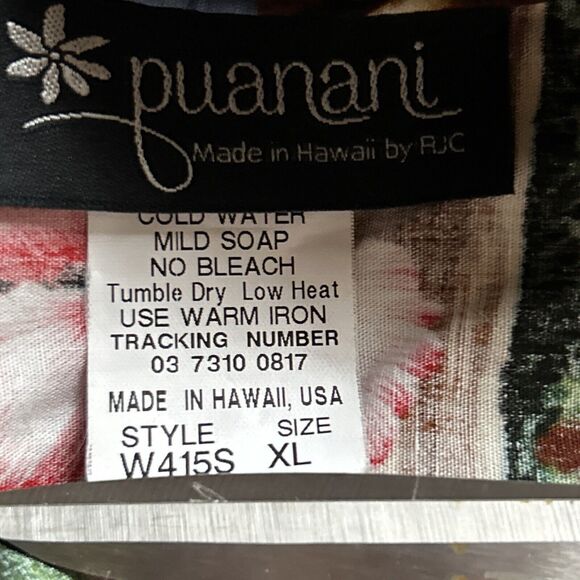 puanani
Made in Hawaii by RJC
COLD WATER
MILD SOAP
NO BLEACH
Tumble Dry Low Heat
USE WARM IRON
TRACKING NUMBER
03 7310 0817
MADE IN HAWAII, USA
STYLE SIZE
W415S XL